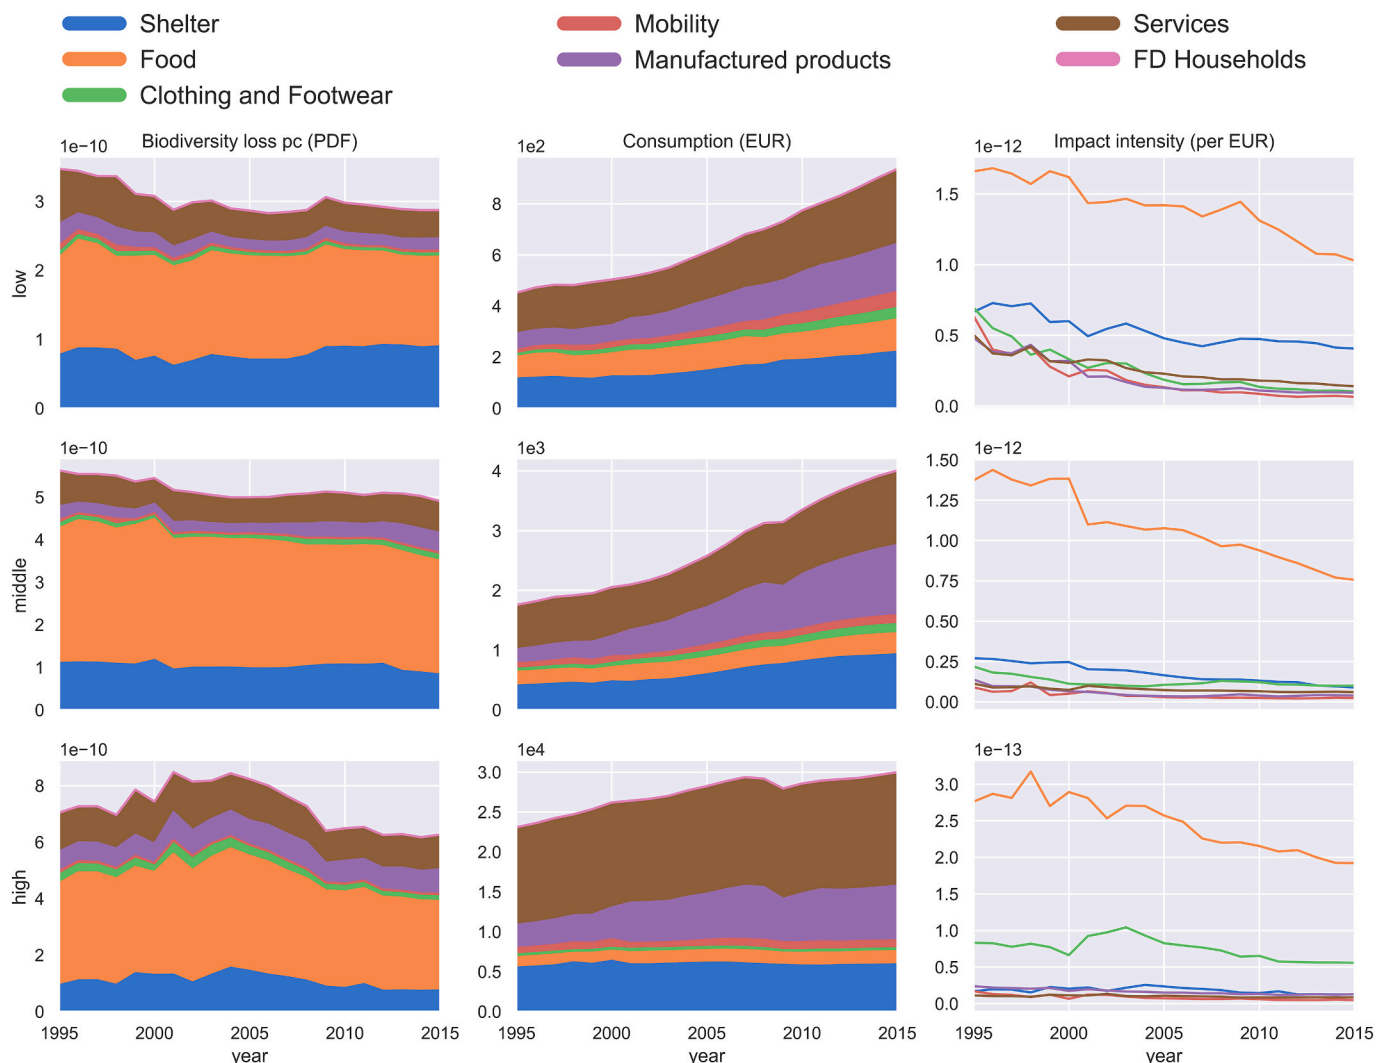 Shelter
Mobility
Services
Food
Manufactured products
FD Households
Clothing and Footwear
Biodiversity loss pc (PDF)
Consumption (EUR)
Impact intensity (per EUR)
1e−10
1e2
1e−12
3
2
1
0
low
8
6
4
2
0
1.5
1.0
0.5
0.0
1e−10
1e3
1e−12
5
4
3
2
1
0
middle
4
3
2
1
0
1.50
1.25
1.00
0.75
0.50
0.25
0.00
1e−10
1e4
1e−13
8
6
4
2
0
high
3.0
2.5
2.0
1.5
1.0
0.5
0.0
3.0
2.5
2.0
1.5
1.0
0.5
0.0
1995 2000 2005 2010 2015
year
1995 2000 2005 2010 2015
year
1995 2000 2005 2010 2015
year